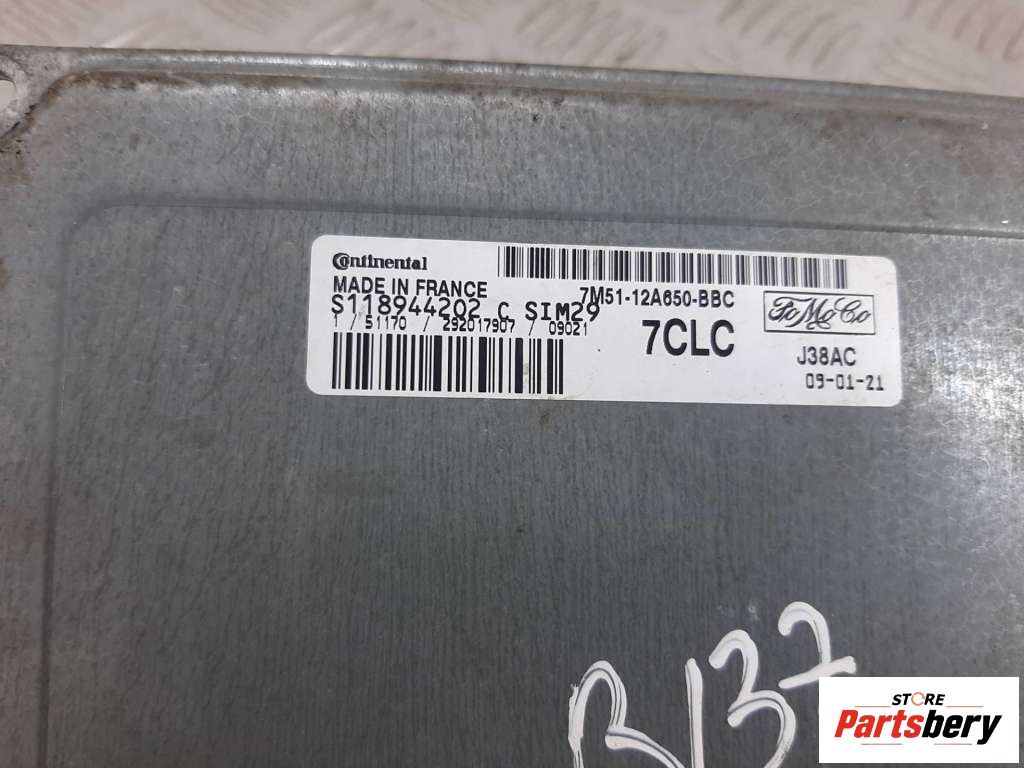 Continental
MADE IN FRANCE
S118944202 C SIM29
1 / 51170 / 292017907 / 09021
7M51-12A650-BBC
7CLC
FoMoCo
J38AC
09-01-21
B137
STORE
Partsbery